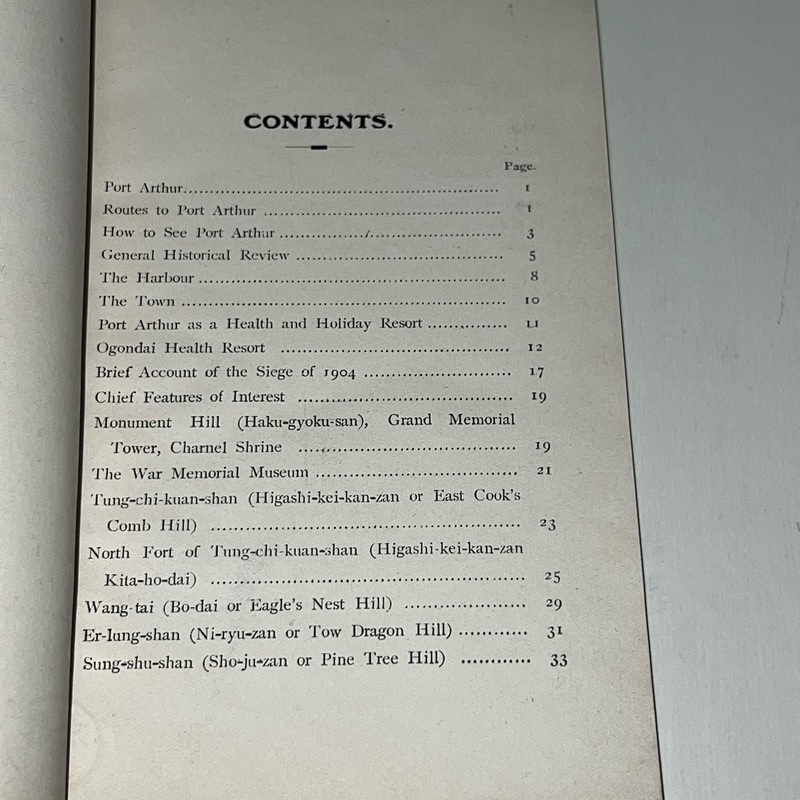 CONTENTS.
Page.
Port Arthur.......................................................... 1
Routes to Port Arthur ............................................ 1
How to See Port Arthur ......................................... 3
General Historical Review ...................................... 5
The Harbour ....................................................... 8
The Town .......................................................... 10
Port Arthur as a Health and Holiday Resort ............... 11
Ogondai Health Resort .......................................... 12
Brief Account of the Siege of 1904 ........................... 17
Chief Features of Interest ...................................... 19
Monument Hill (Haku-gyoku-san), Grand Memorial
Tower, Charnel Shrine ..................................... 19
The War Memorial Museum .................................... 21
Tung-chi-kuan-shan (Higashi-kei-kan-zan or East Cook's
Comb Hill) .................................................. 23
North Fort of Tung-chi-kuan-shan (Higashi-kei-kan-zan
Kita-ho-dai) ................................................. 25
Wang-tai (Bo-dai or Eagle's Nest Hill) ...................... 29
Er-lung-shan (Ni-ryu-zan or Tow Dragon Hill) ............ 31
Sung-shu-shan (Sho-ju-zan or Pine Tree Hill) ............ 33